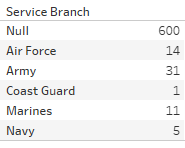 Service Branch
Null 600
Air Force 14
Army 31
Coast Guard 1
Marines 11
Navy 5